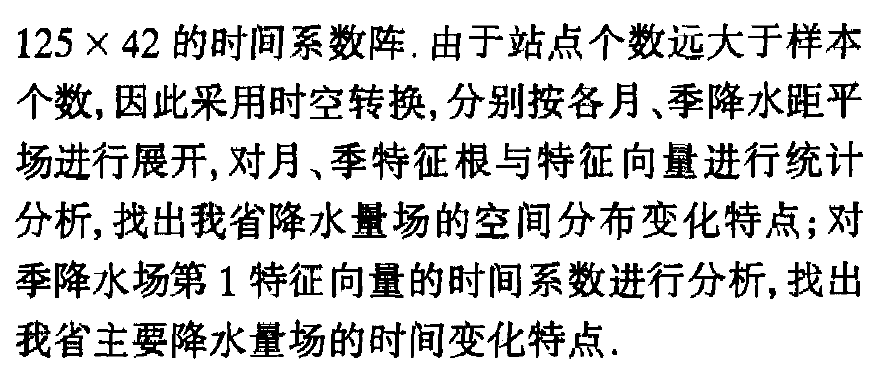 125 × 42 的时间系数阵. 由于站点个数远大于样本
个数, 因此采用时空转换, 分别按各月、季降水距平
场进行展开, 对月、季特征根与特征向量进行统计
分析, 找出我省降水量场的空间分布变化特点; 对
季降水场第 1 特征向量的时间系数进行分析, 找出
我省主要降水量场的时间变化特点.